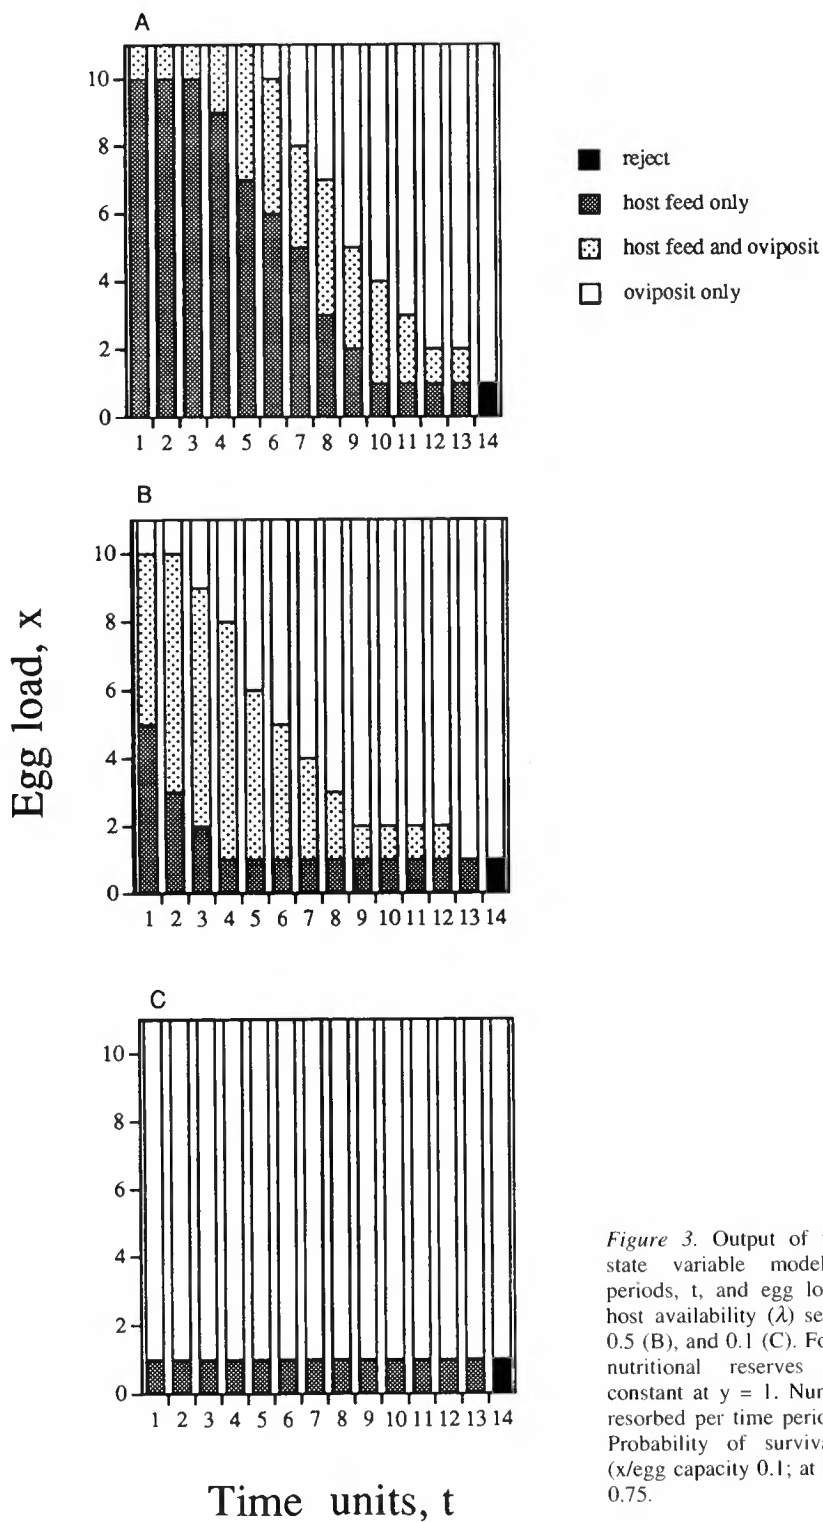 A
10
8
6
4
2
0
1 2 3 4 5 6 7 8 9 10 11 12 13 14
reject
host feed only
host feed and oviposit
oviposit only
B
10
8
6
4
2
0
1 2 3 4 5 6 7 8 9 10 11 12 13 14
Egg load, x
C
10
8
6
4
2
0
1 2 3 4 5 6 7 8 9 10 11 12 13 14
Time units, t
Figure 3. Output of
state variable model
periods, t, and egg lo
host availability (λ) se
0.5 (B), and 0.1 (C). Fo
nutritional reserves
constant at y = 1. Nur
resorbed per time perio
Probability of surviva
(x/egg capacity 0.1; at
0.75.